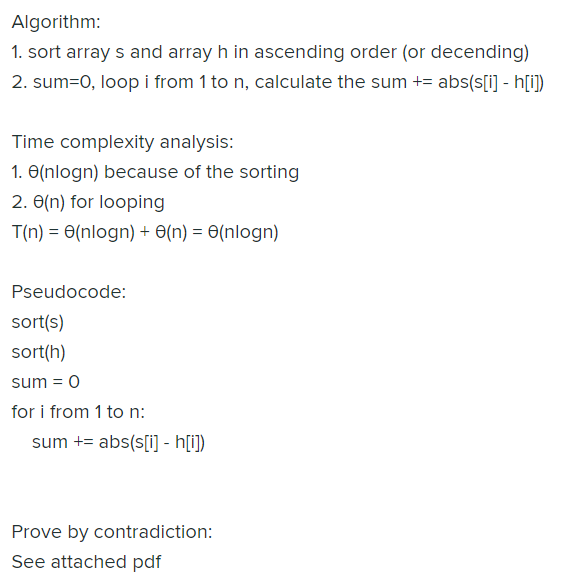 Algorithm:
1. sort array s and array h in ascending order (or decending)
2. sum=0, loop i from 1 to n, calculate the sum += abs(s[i] - h[i])
Time complexity analysis:
1. θ(nlogn) because of the sorting
2. θ(n) for looping
T(n) = θ(nlogn) + θ(n) = θ(nlogn)
Pseudocode:
sort(s)
sort(h)
sum = 0
for i from 1 to n:
sum += abs(s[i] - h[i])
Prove by contradiction:
See attached pdf